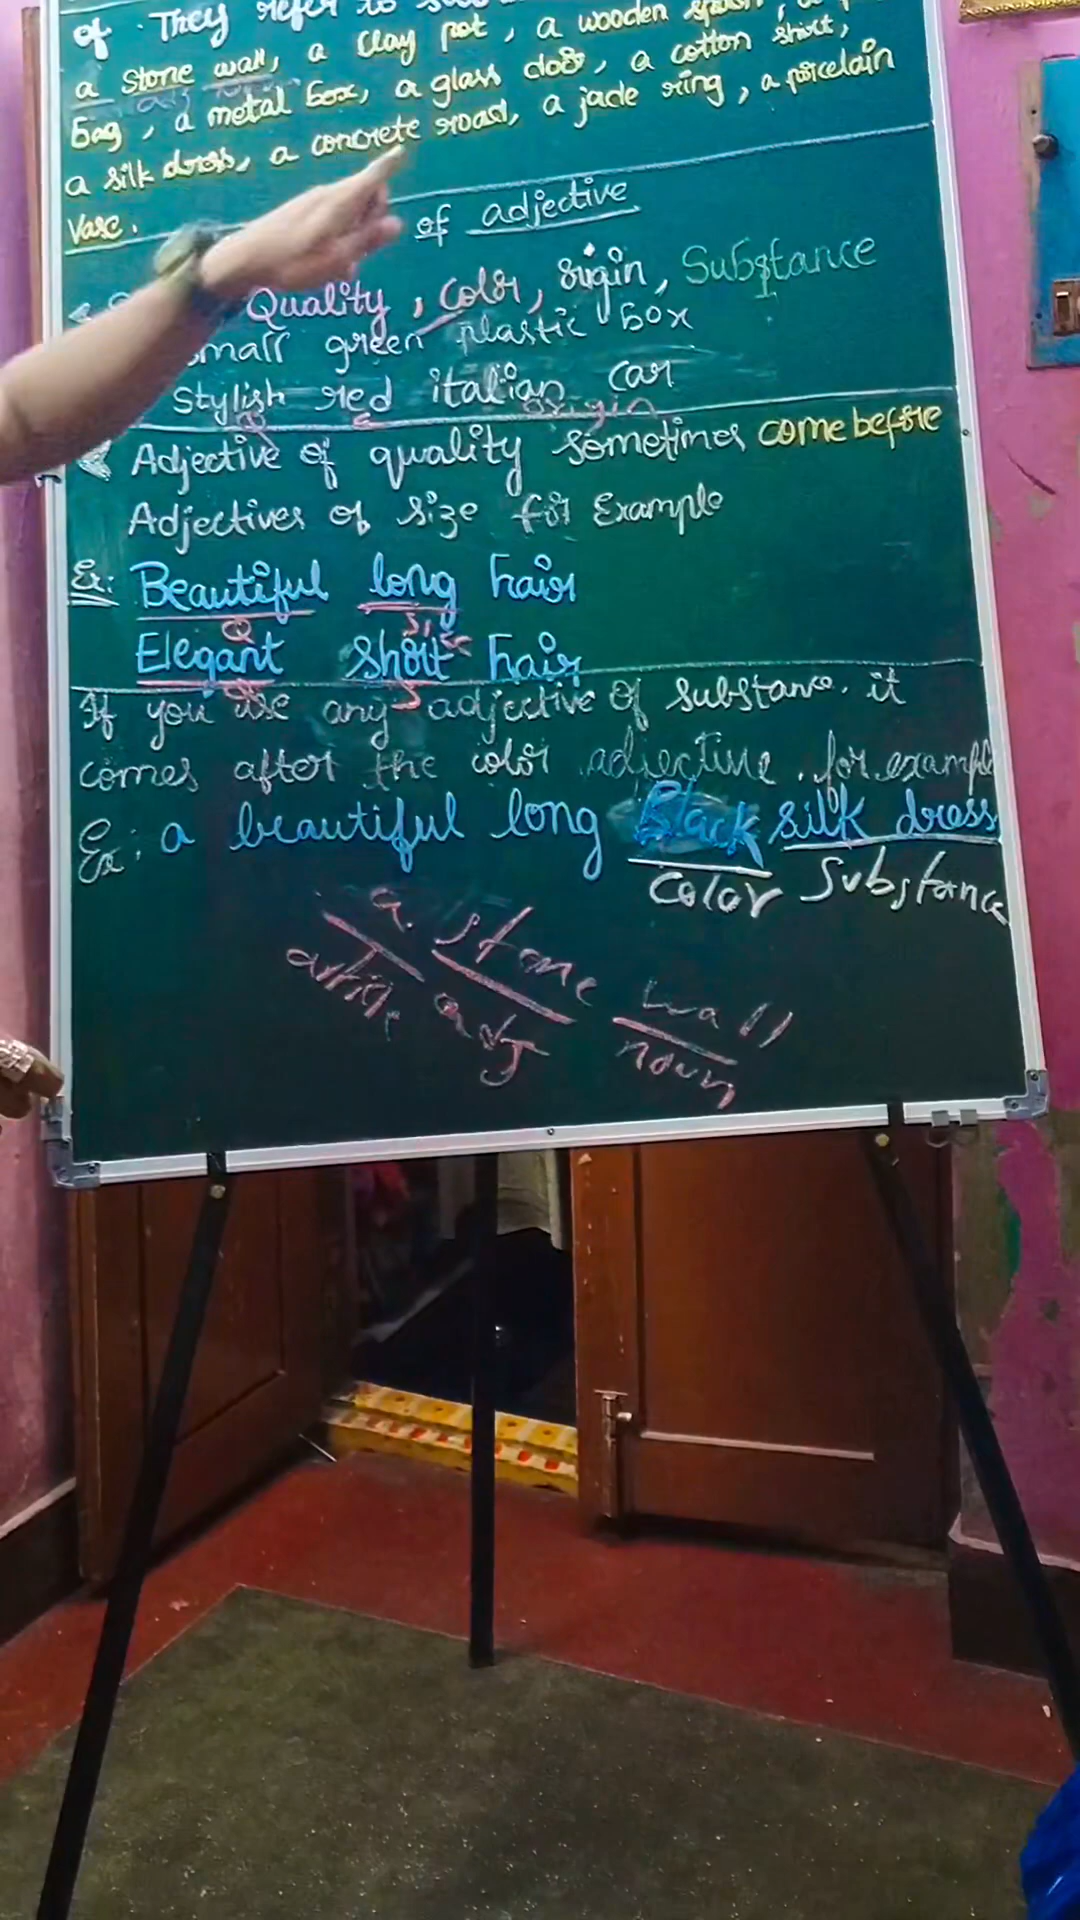 of. They refer to
a stone wall, a clay pot, a wooden spoon, a
bag, a metal box, a glass door, a cotton shirt,
a silk dress, a concrete road, a jade ring, a porcelain
Vase.
of adjective
Quality, color, origin, Substance
small green plastic box
Stylish red italian car
Q c origin
Adjective of quality sometimes come before
Adjectives of size for Example
Ex: Beautiful long hair
Q Size
Elegant short hair
S
If you use any adjective of substance. it
comes after the color adjective. for example
Ex: a beautiful long Black silk dress
color Substance
a stone wall
article adj noun